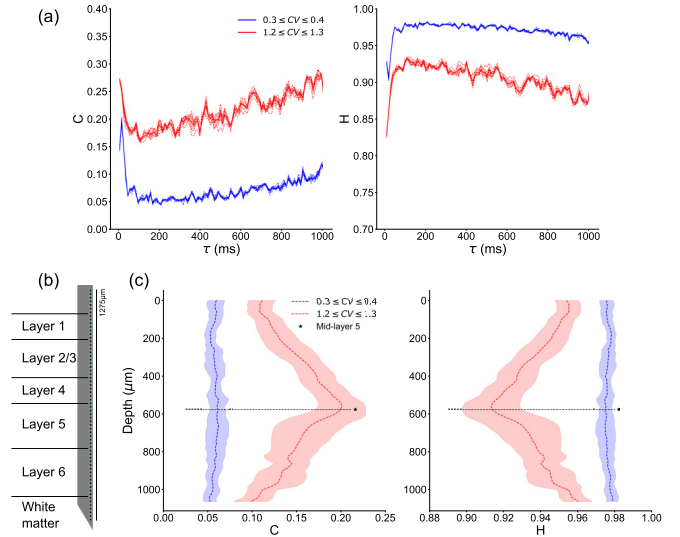 (a)
0.40
0.35
0.30
0.25
0.20
0.15
0.10
0.05
0.00
C
0 200 400 600 800 1000
τ (ms)
0.3 ≤ CV ≤ 0.4
1.2 ≤ CV ≤ 1.3
1.00
0.95
0.90
0.85
0.80
0.75
0.70
H
0 200 400 600 800 1000
τ (ms)
(b)
1275μm
Layer 1
Layer 2/3
Layer 4
Layer 5
Layer 6
White
matter
(c)
0
200
400
600
800
1000
Depth (μm)
0.3 ≤ CV ≤ 0.4
1.2 ≤ CV ≤ 1.3
Mid-layer 5
0.00 0.05 0.10 0.15 0.20 0.25
C
0
200
400
600
800
1000
0.88 0.90 0.92 0.94 0.96 0.98 1.00
H